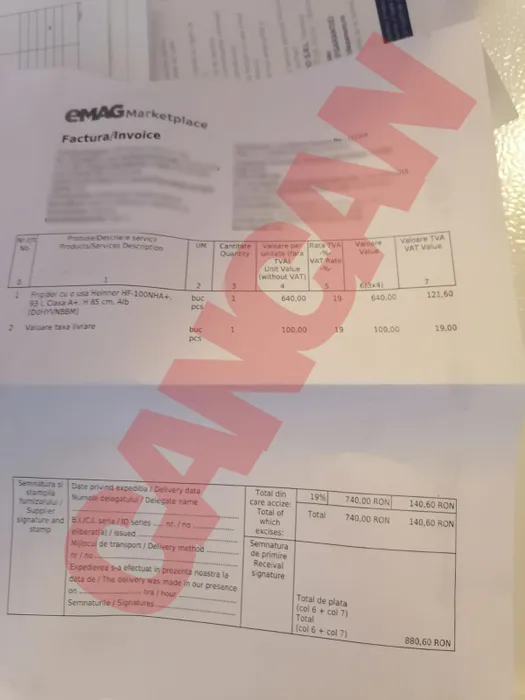 eMAG Marketplace
Factura/Invoice
Nr.crt
No.
Produse/Descriere servicii
Products/Services Description
UM
Cantitate
Quantity
Valoare per
unitate (fara
TVA)
Unit Value
(without VAT)
Rata TVA
-%-
VAT Rate
-%-
Valoare
Value
Valoare TVA
VAT Value
0
1
2
3
4
5
6(3x4)
7
1 Frigider cu o usa Heinner HF-100NHA+, buc 1 640,00 19 640,00 121,60
93 l, Clasa A+, H 85 cm, Alb pcs
[D0HYVNBBM]
2 Valoare taxa livrare buc 1 100,00 19 100,00 19,00
pcs
CANGAN
Semnatura si
stampila
furnizorului /
Supplier
signature and
stamp
Data privind expeditia / Delivery data
Numele delegatului / Delegate name
B.I./C.I. seria / ID series ...... nr. / no ..............
eliberat(a) / issued ..................
Mijlocul de transport / Delivery method ...........
nr / no ..................
Expedierea s-a efectuat in prezenta noastra la
data de / The delivery was made in our presence
on ........................ ora / hour .................
Semnaturile / Signatures ........................
Total din
care accize:
Total of
which
excises:
19% 740,00 RON 140,60 RON
Total 740,00 RON 140,60 RON
Semnatura
de primire
Receival
signature
Total de plata
(col 6 + col 7)
Total
(col 6 + col 7)
880,60 RON